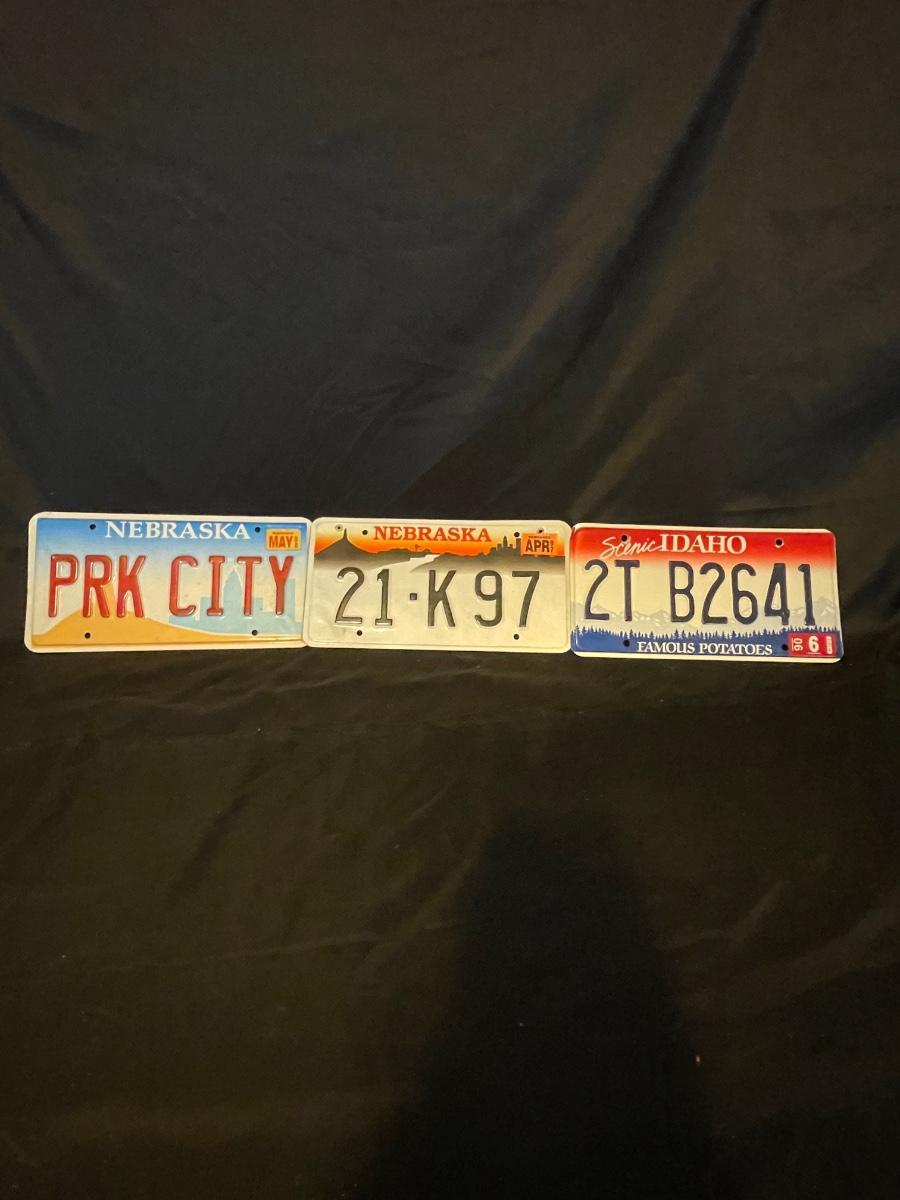 NEBRASKA
MAY
PRK CITY
NEBRASKA
APR
21·K97
Scenic IDAHO
2T B2641
FAMOUS POTATOES
6